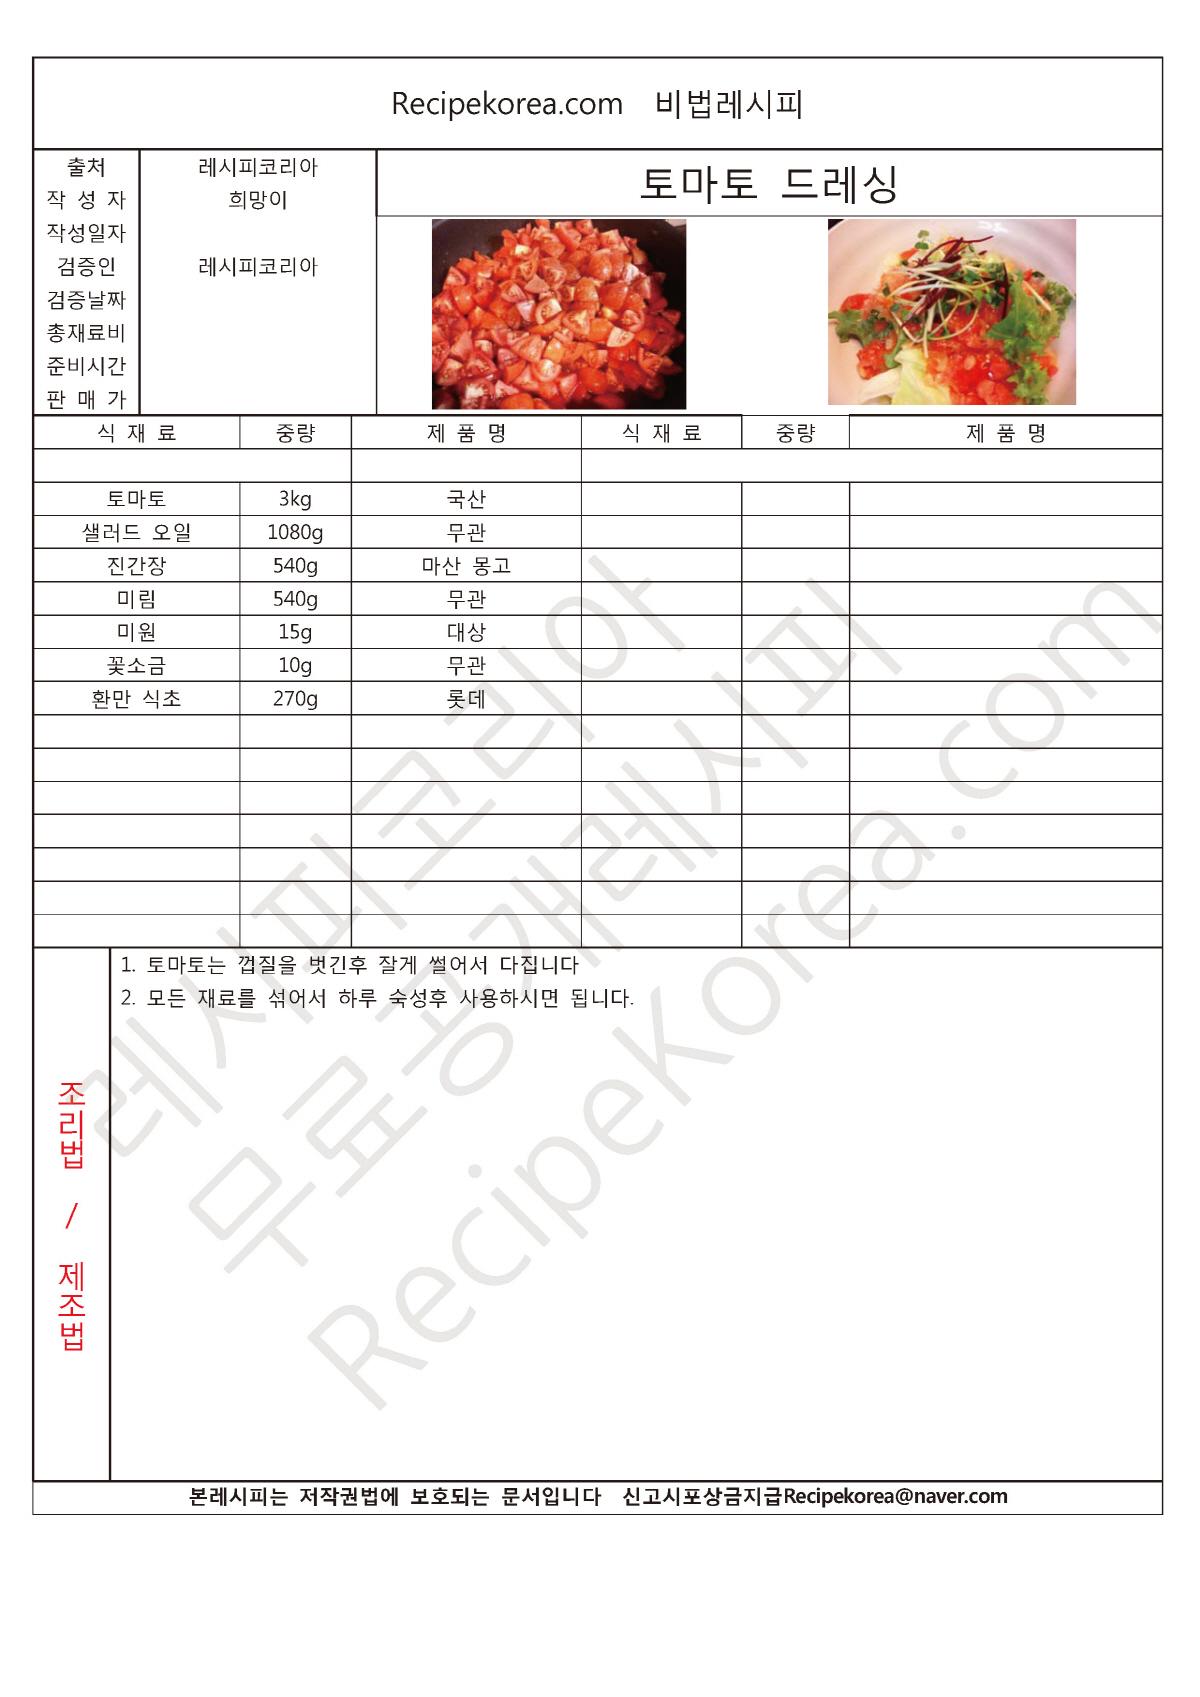 Recipekorea.com 비법레시피
출처 레시피코리아
작 성 자 희망이
토마토 드레싱
작성일자
검증인 레시피코리아
검증날짜
총재료비
준비시간
판 매 가
식 재 료 중량 제 품 명 식 재 료 중량 제 품 명
토마토 3kg 국산
샐러드 오일 1080g 무관
진간장 540g 마산 몽고
미림 540g 무관
미원 15g 대상
꽃소금 10g 무관
환만 식초 270g 롯데
1. 토마토는 껍질을 벗긴후 잘게 썰어서 다집니다
2. 모든 재료를 섞어서 하루 숙성후 사용하시면 됩니다.
조리법 / 제조법
레시피코리아
무료공개레시피
RecipeKorea.com
본레시피는 저작권법에 보호되는 문서입니다 신고시포상금지급Recipekorea@naver.com